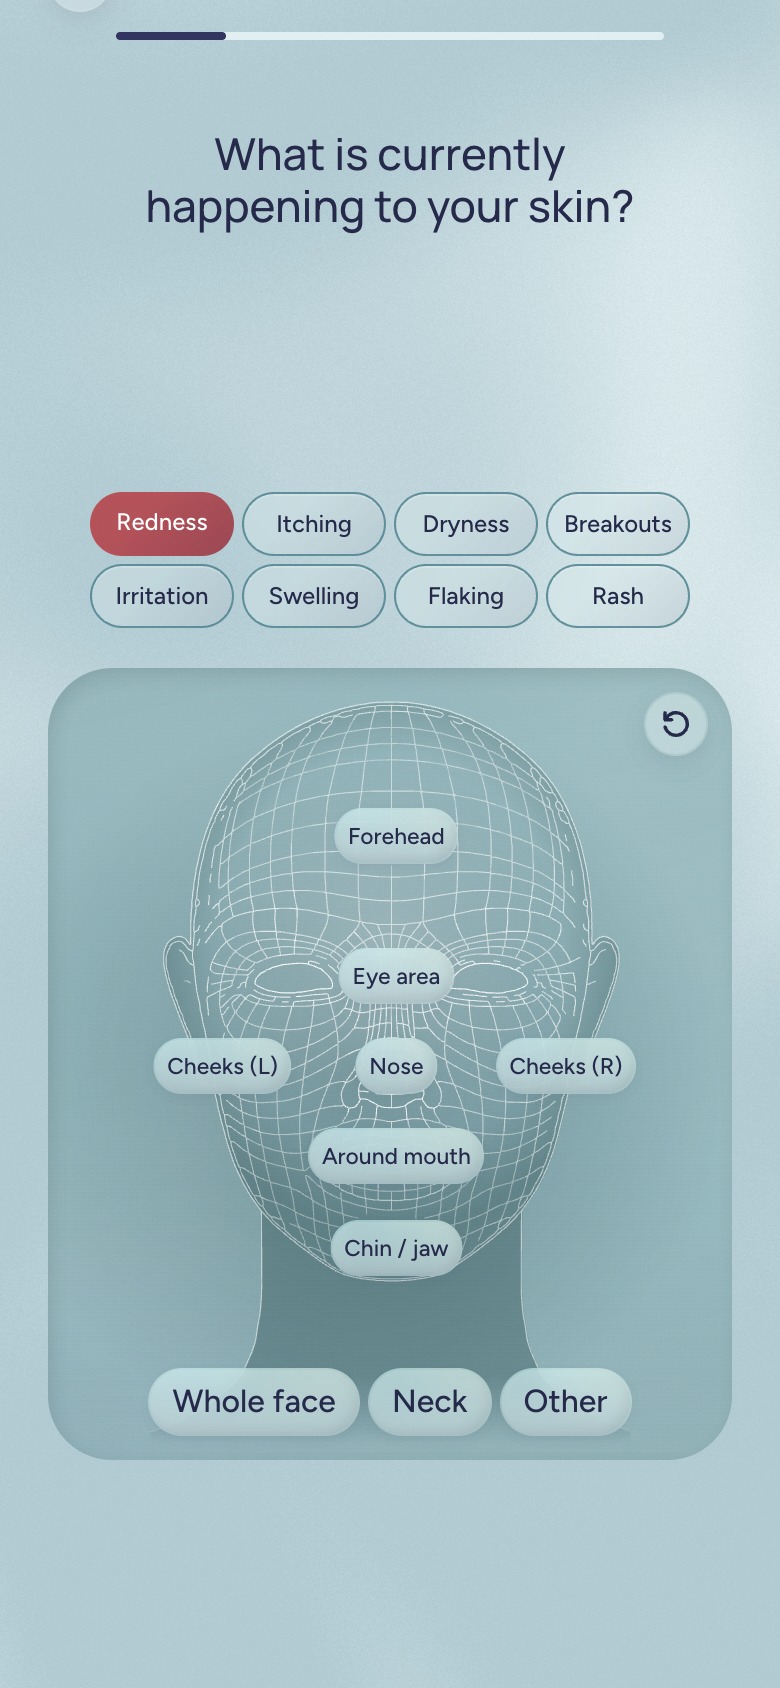 What is currently
happening to your skin?
Redness Itching Dryness Breakouts
Irritation Swelling Flaking Rash
Forehead
Eye area
Cheeks (L) Nose Cheeks (R)
Around mouth
Chin / jaw
Whole face Neck Other